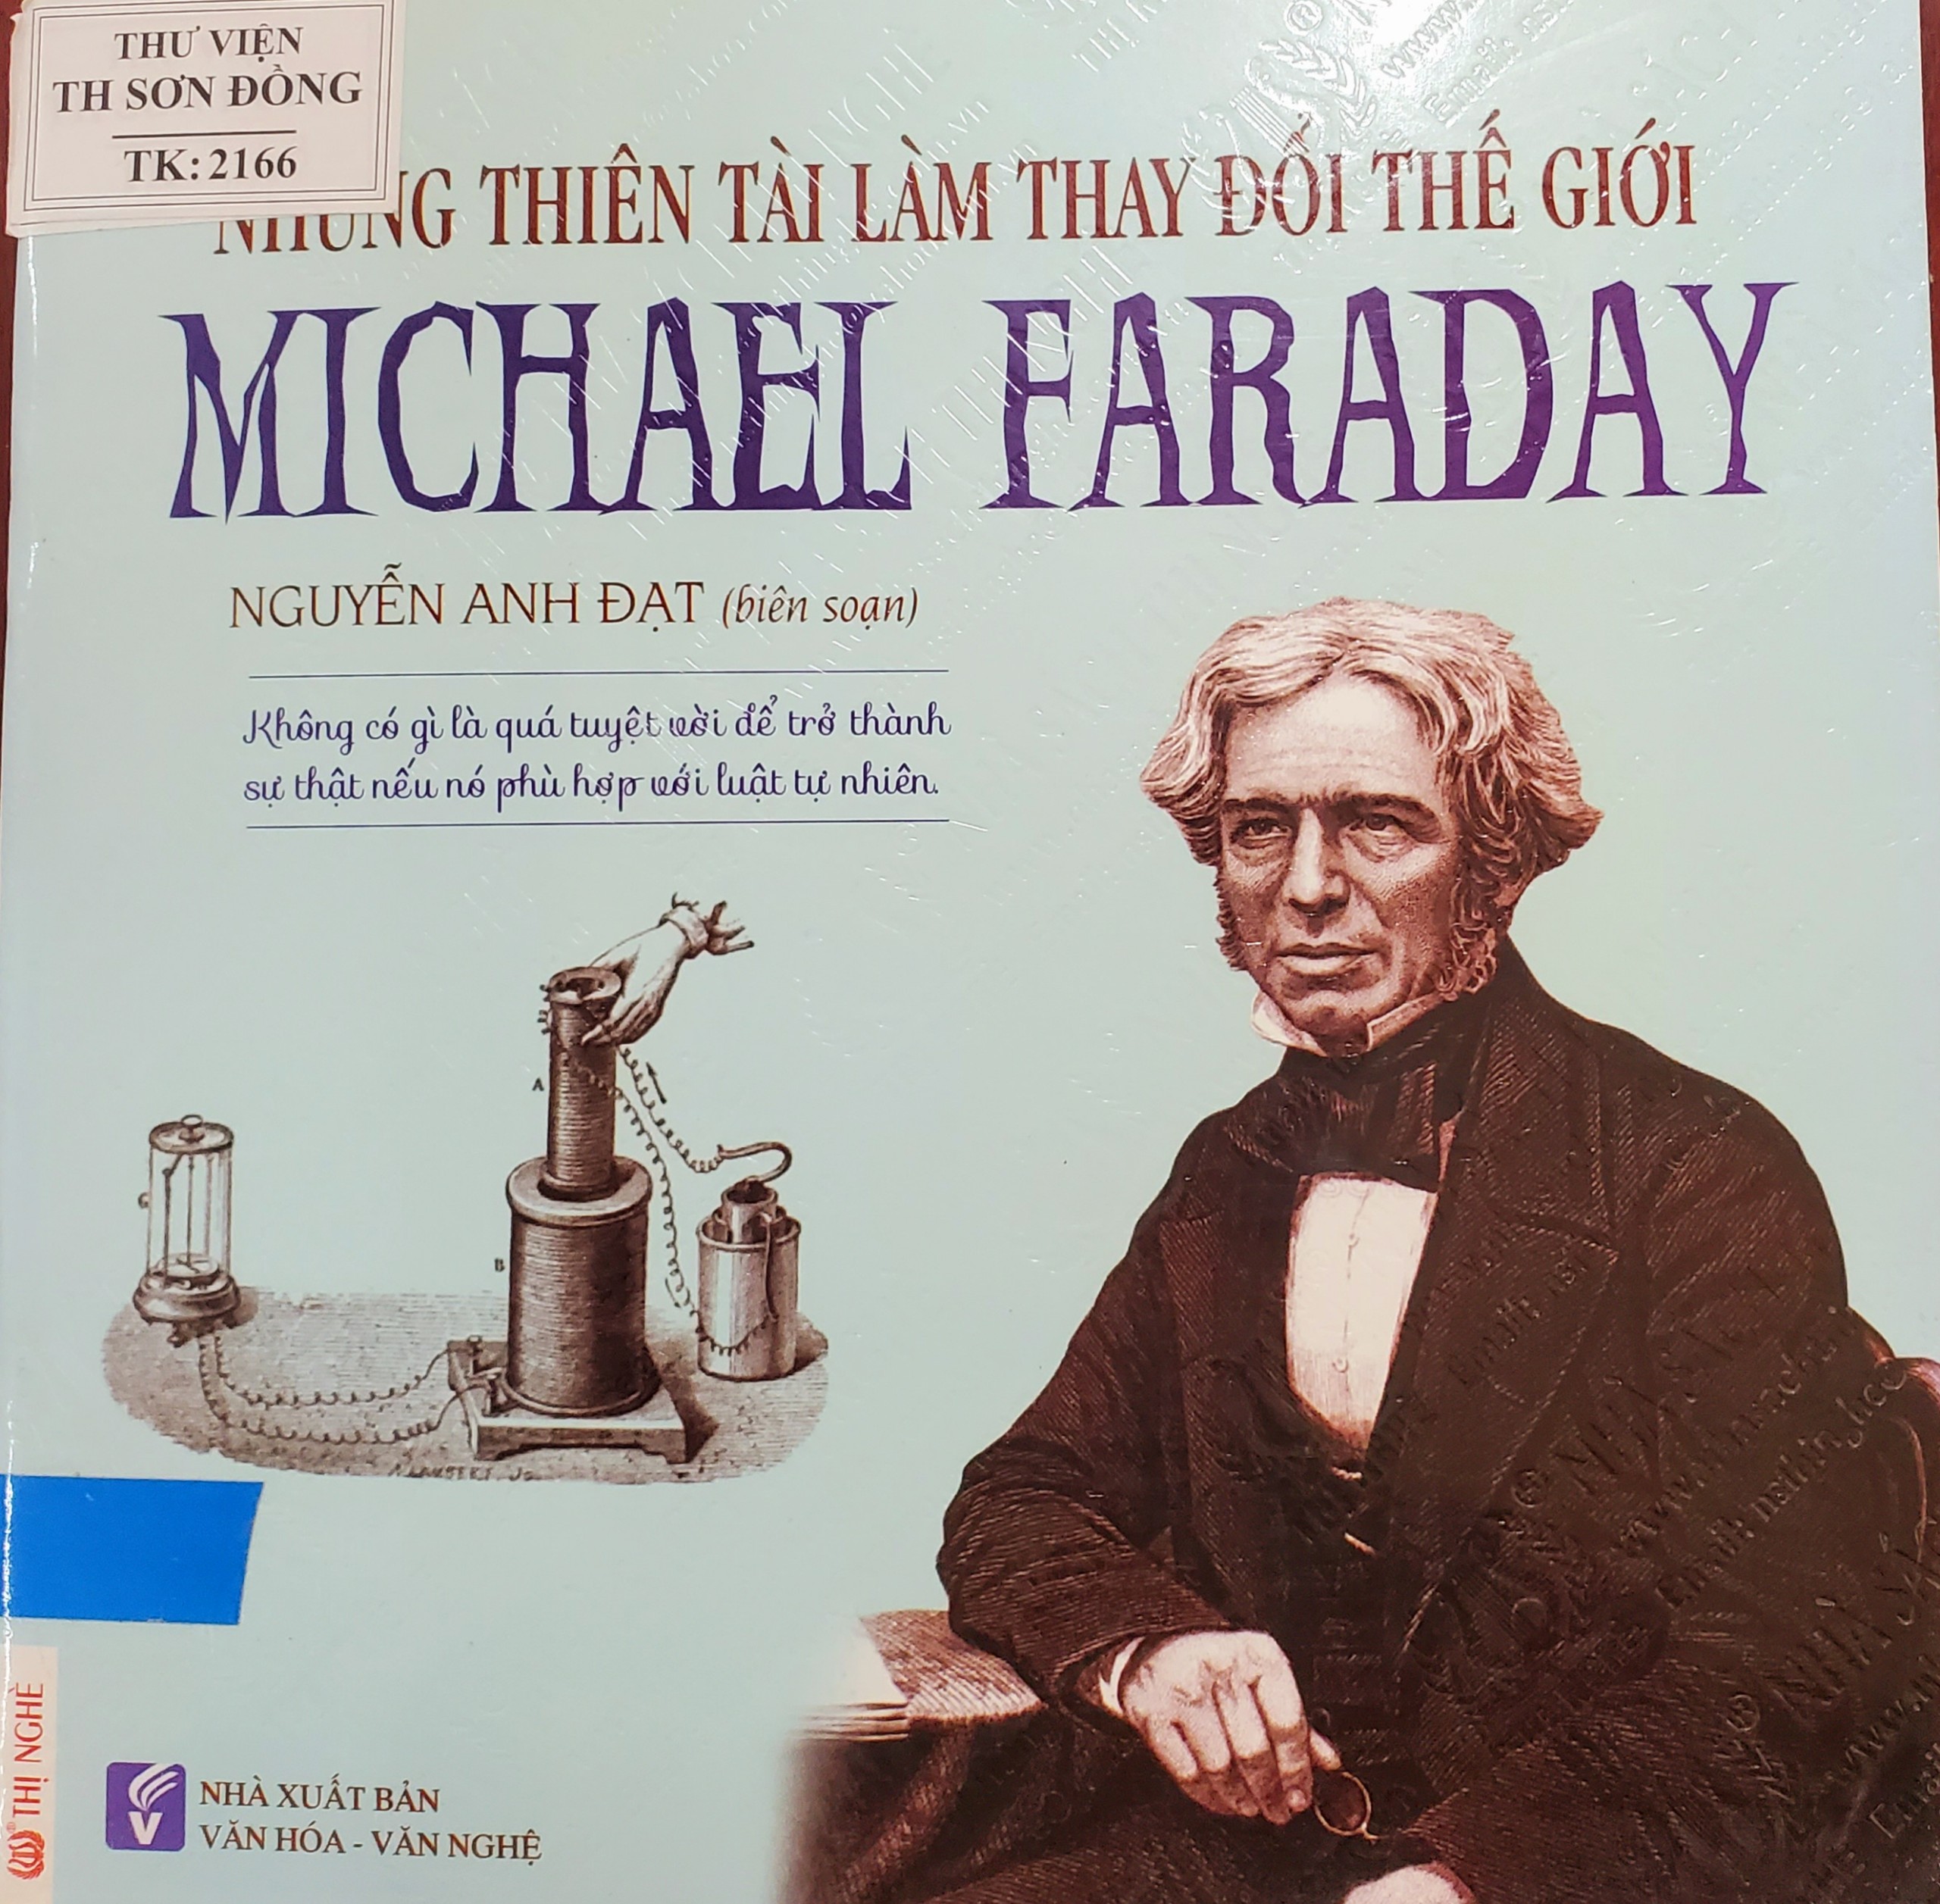 THƯ VIỆN
TH SƠN ĐỒNG
TK: 2166
NHỮNG THIÊN TÀI LÀM THAY ĐỔI THẾ GIỚI
MICHAEL FARADAY
NGUYỄN ANH ĐẠT (biên soạn)
Không có gì là quá tuyệt vời để trở thành
sự thật nếu nó phù hợp với luật tự nhiên.
A
B
THỊ NGHÈ
NHÀ XUẤT BẢN
VĂN HÓA - VĂN NGHỆ